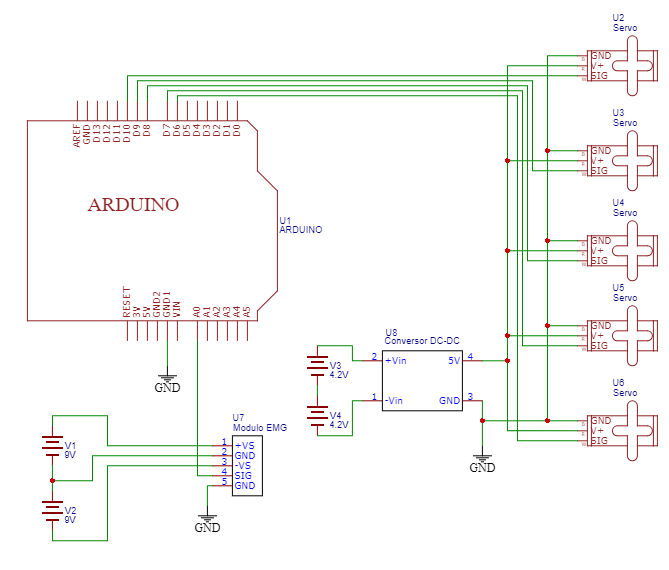 U2
Servo
GND
V+
SIG
U3
Servo
GND
V+
SIG
U4
Servo
GND
V+
SIG
U5
Servo
GND
V+
SIG
U6
Servo
GND
V+
SIG
AREF
GND
D13
D12
D11
D10
D9
D8
D7
D6
D5
D4
D3
D2
D1
D0
ARDUINO
U1
ARDUINO
RESET
3V
5V
GND2
GND1
VIN
A0
A1
A2
A3
A4
A5
GND
U8
Conversor DC-DC
2 +Vin
5V 4
1 -Vin
GND 3
V3
4.2V
V4
4.2V
GND
U7
Modulo EMG
1 +VS
2 GND
3 -VS
4 SIG
5 GND
V1
9V
V2
9V
GND